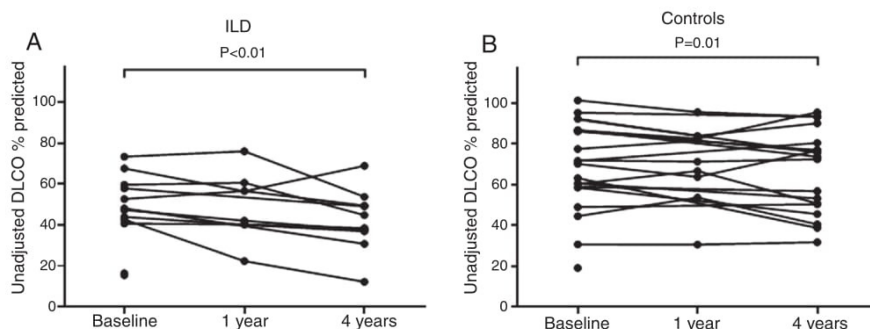 A
ILD
P<0.01
Unadjusted DLCO % predicted
100
80
60
40
20
0
Baseline
1 year
4 years
B
Controls
P=0.01
Unadjusted DLCO % predicted
100
80
60
40
20
0
Baseline
1 year
4 years